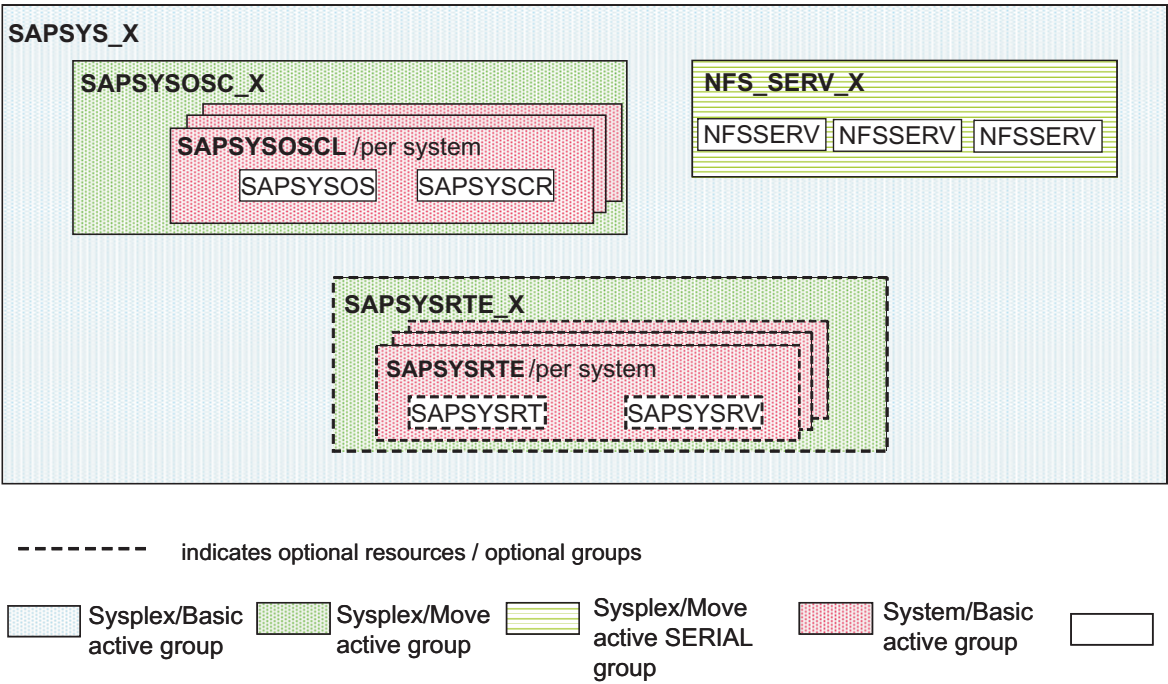 SAPSYS_X
SAPSYSOSC_X
SAPSYSOSCL /per system
SAPSYSOS SAPSYSCR
NFS_SERV_X
NFSSERV NFSSERV NFSSERV
SAPSYSRTE_X
SAPSYSRTE /per system
SAPSYSRT SAPSYSRV
indicates optional resources / optional groups
Sysplex/Basic
active group
Sysplex/Move
active group
Sysplex/Move
active SERIAL
group
System/Basic
active group